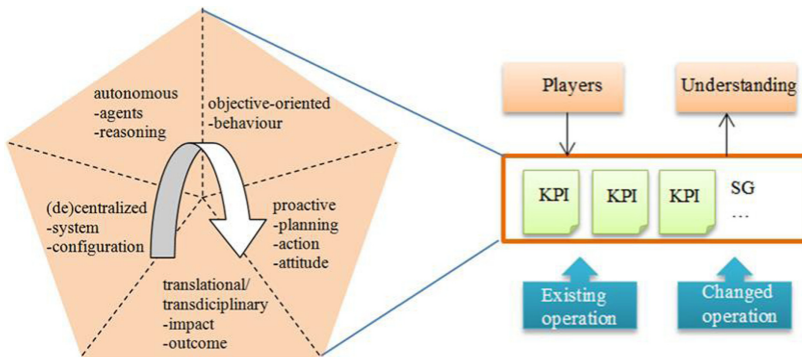 autonomous
-agents
-reasoning
objective-oriented
-behaviour
(de)centralized
-system
-configuration
proactive
-planning
-action
-attitude
translational/
transdiciplinary
-impact
-outcome
Players
Understanding
KPI
KPI
KPI
SG
...
Existing
operation
Changed
operation